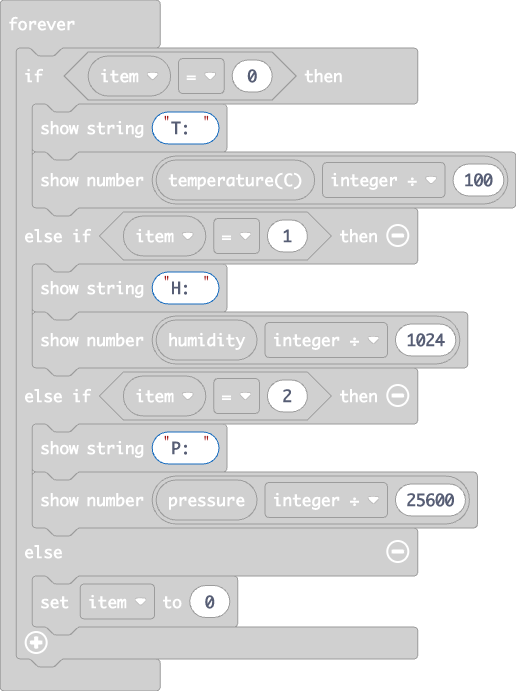 forever
if item = 0 then
show string "T: "
show number temperature(C) integer ÷ 100
else if item = 1 then
show string "H: "
show number humidity integer ÷ 1024
else if item = 2 then
show string "P: "
show number pressure integer ÷ 25600
else
set item to 0